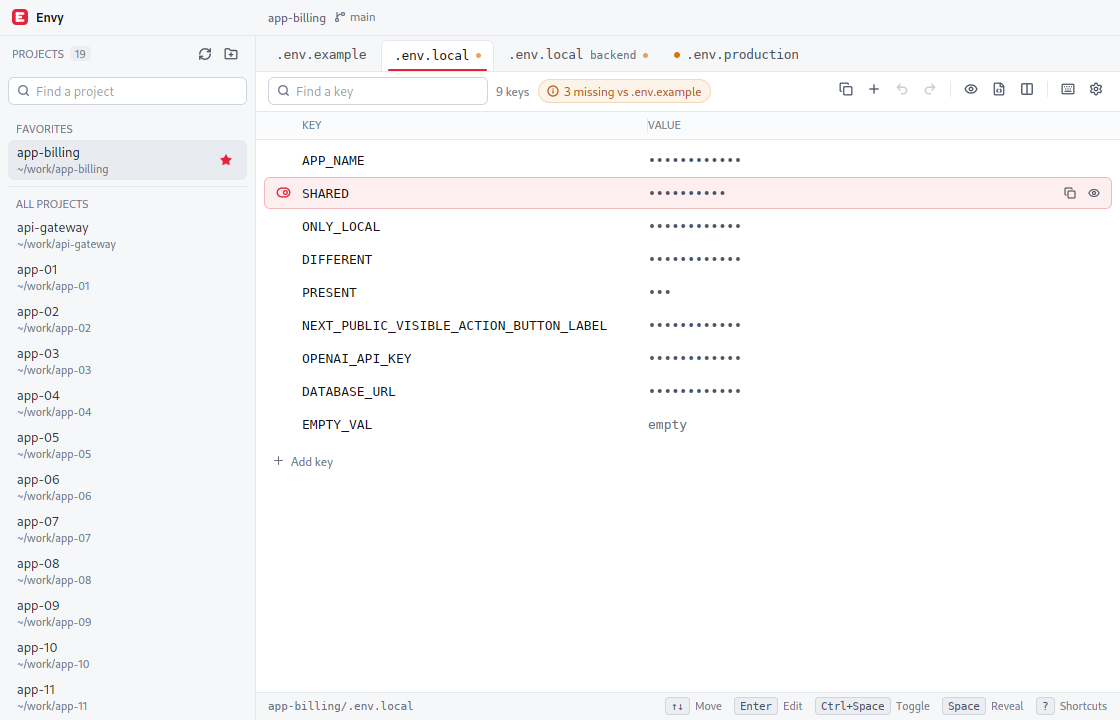 Envy
app-billing main
PROJECTS 19
Find a project
FAVORITES
app-billing
~/work/app-billing
ALL PROJECTS
api-gateway
~/work/api-gateway
app-01
~/work/app-01
app-02
~/work/app-02
app-03
~/work/app-03
app-04
~/work/app-04
app-05
~/work/app-05
app-06
~/work/app-06
app-07
~/work/app-07
app-08
~/work/app-08
app-09
~/work/app-09
app-10
~/work/app-10
app-11
~/work/app-11
.env.example .env.local .env.local backend .env.production
Find a key 9 keys 3 missing vs .env.example
KEY VALUE
APP_NAME ••••••••••••
SHARED ••••••••••
ONLY_LOCAL ••••••••••••
DIFFERENT ••••••••••••
PRESENT •••
NEXT_PUBLIC_VISIBLE_ACTION_BUTTON_LABEL ••••••••••••
OPENAI_API_KEY ••••••••••••
DATABASE_URL ••••••••••••
EMPTY_VAL empty
+ Add key
app-billing/.env.local ↑↓ Move Enter Edit Ctrl+Space Toggle Space Reveal ? Shortcuts